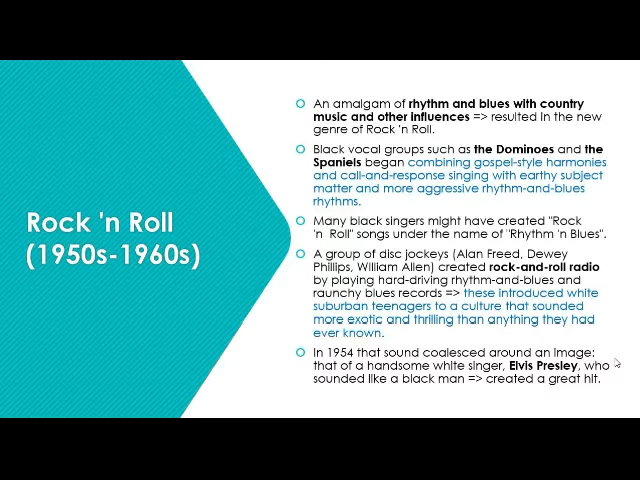 Rock 'n Roll
(1950s-1960s)
An amalgam of rhythm and blues with country
music and other influences => resulted in the new
genre of Rock 'n Roll.
Black vocal groups such as the Dominoes and the
Spaniels began combining gospel-style harmonies
and call-and-response singing with earthy subject
matter and more aggressive rhythm-and-blues
rhythms.
Many black singers might have created "Rock
'n  Roll" songs under the name of "Rhythm 'n Blues".
A group of disc jockeys (Alan Freed, Dewey
Phillips, William Allen) created rock-and-roll radio
by playing hard-driving rhythm-and-blues and
raunchy blues records => these introduced white
suburban teenagers to a culture that sounded
more exotic and thrilling than anything they had
ever known.
In 1954 that sound coalesced around an image:
that of a handsome white singer, Elvis Presley, who
sounded like a black man => created a great hit.